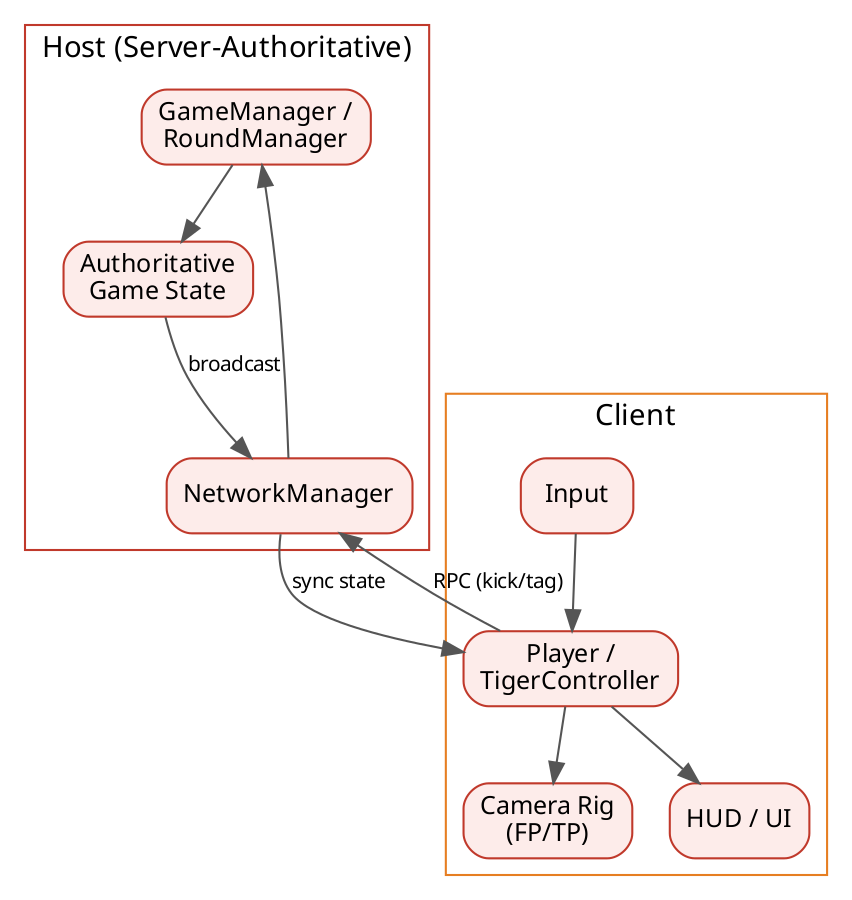 Host (Server-Authoritative)
GameManager /
RoundManager
Authoritative
Game State
broadcast
NetworkManager
Client
Input
sync state
RPC (kick/tag)
Player /
TigerController
Camera Rig
(FP/TP)
HUD / UI